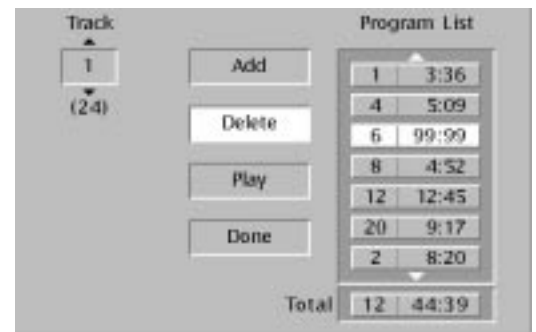 Track
1
(24)
Add
Delete
Play
Done
Program List
1 3:36
4 5:09
6 99:99
8 4:52
12 12:45
20 9:17
2 8:20
Total 12 44:39